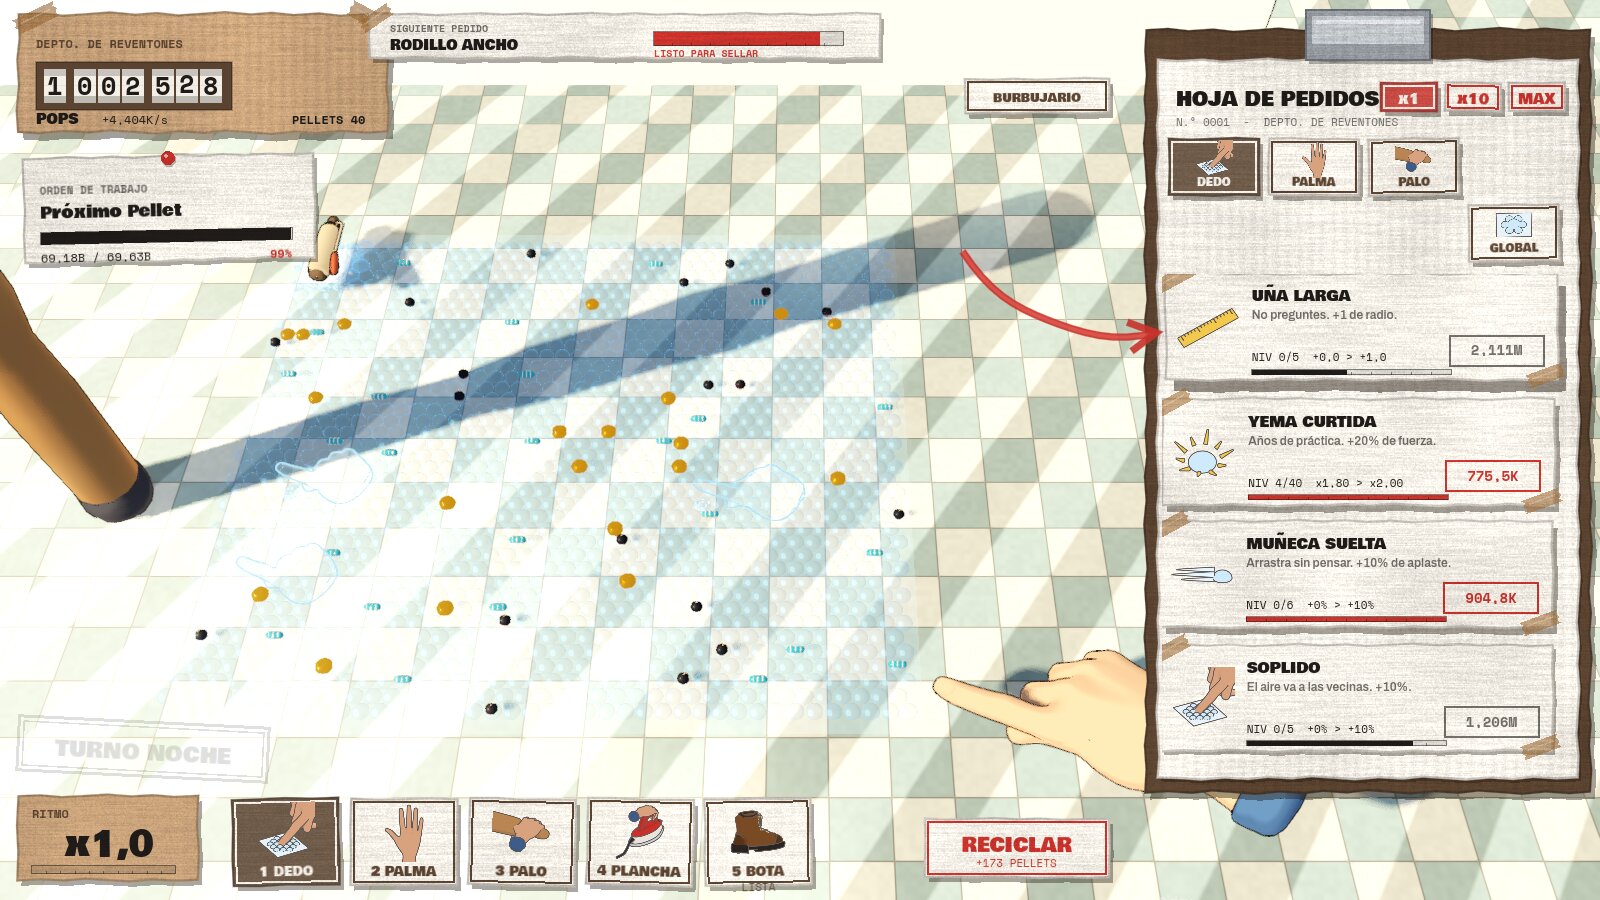 DEPTO. DE REVENTONES
1 002 528
POPS +4,404K/s PELLETS 40
SIGUIENTE PEDIDO
RODILLO ANCHO
LISTO PARA SELLAR
ORDEN DE TRABAJO
Próximo Pellet
69,18B / 69,63B 99%
BURBUJARIO
HOJA DE PEDIDOS x1 x10 MAX
N.° 0001 - DEPTO. DE REVENTONES
DEDO PALMA PALO
GLOBAL
UÑA LARGA
No preguntes. +1 de radio.
NIV 0/5 +0,0 > +1,0 2,111M
YEMA CURTIDA
Años de práctica. +20% de fuerza.
NIV 4/40 x1,80 > x2,00 775,5K
MUÑECA SUELTA
Arrastra sin pensar. +10% de aplaste.
NIV 0/6 +0% > +10% 904,8K
SOPLIDO
El aire va a las vecinas. +10%.
NIV 0/5 +0% > +10% 1,206M
TURNO NOCHE
RITMO
x1,0
1 DEDO 2 PALMA 3 PALO 4 PLANCHA 5 BOTA
LISTA
RECICLAR
+173 PELLETS